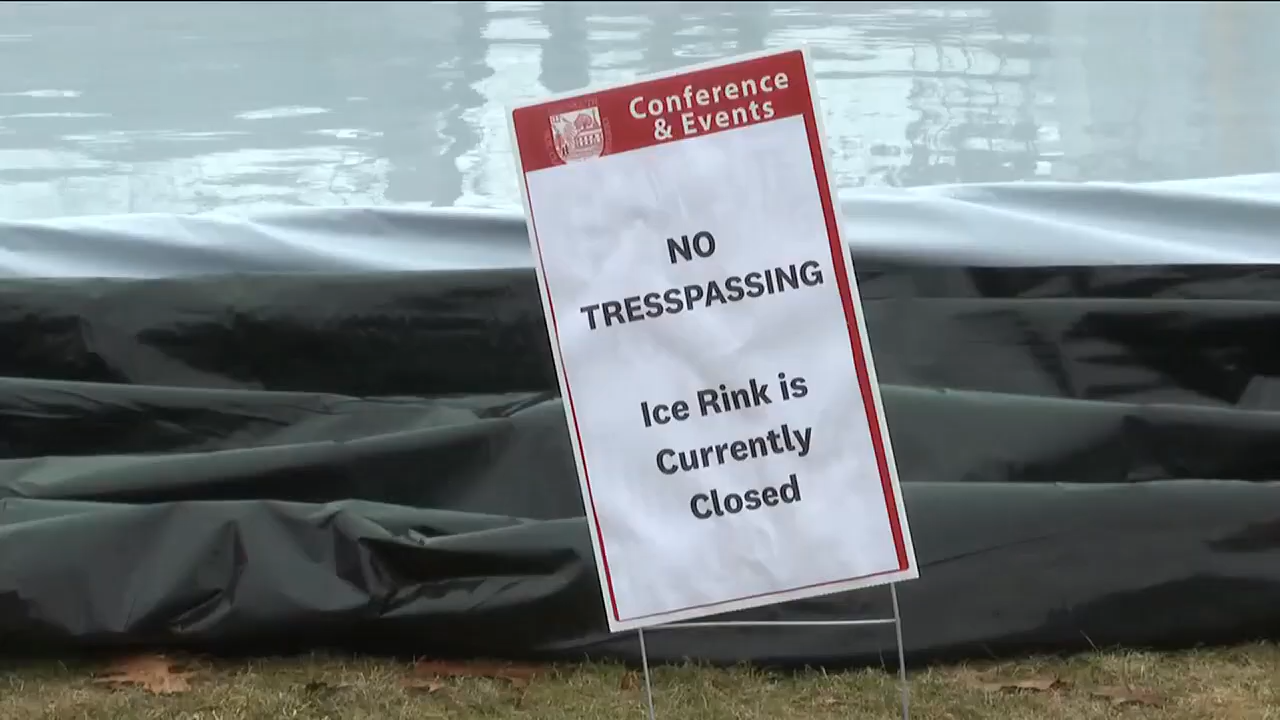 Conference
& Events
NO
TRESSPASSING
Ice Rink is
Currently
Closed